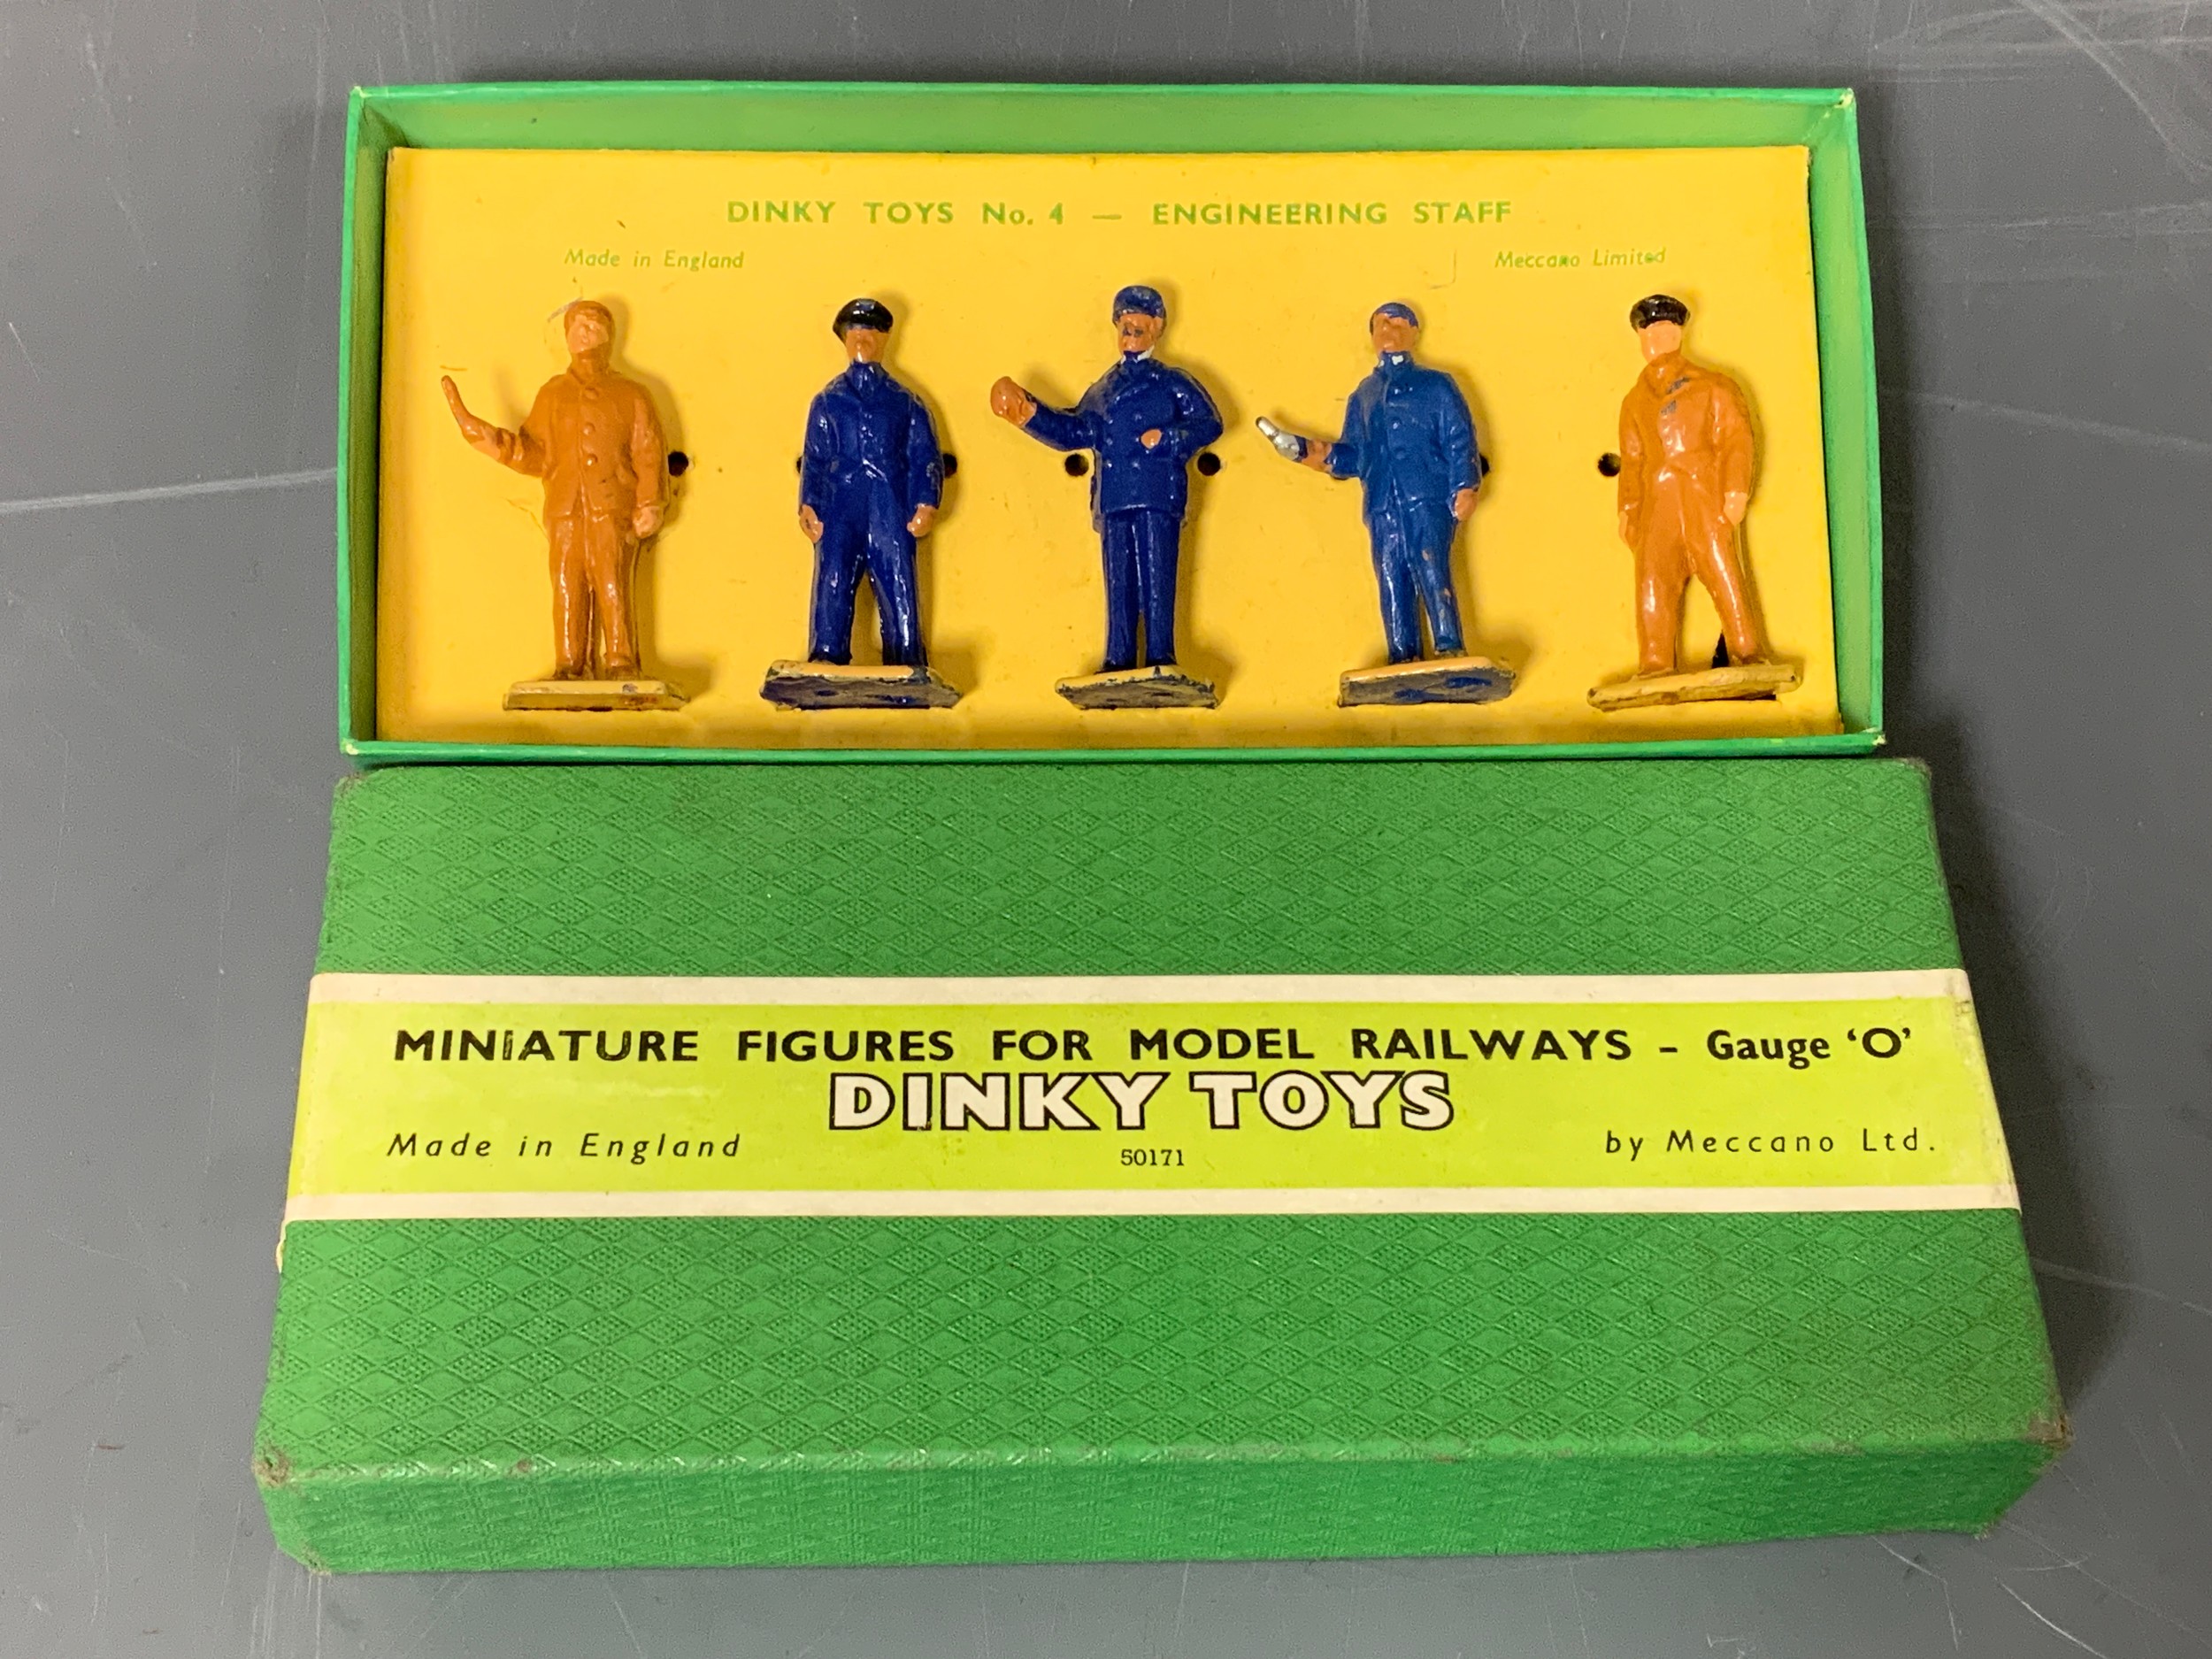 DINKY TOYS No. 4 — ENGINEERING STAFF
Made in England Meccano Limited
MINIATURE FIGURES FOR MODEL RAILWAYS - Gauge ‘O’
DINKY TOYS
Made in England 50171 by Meccano Ltd.